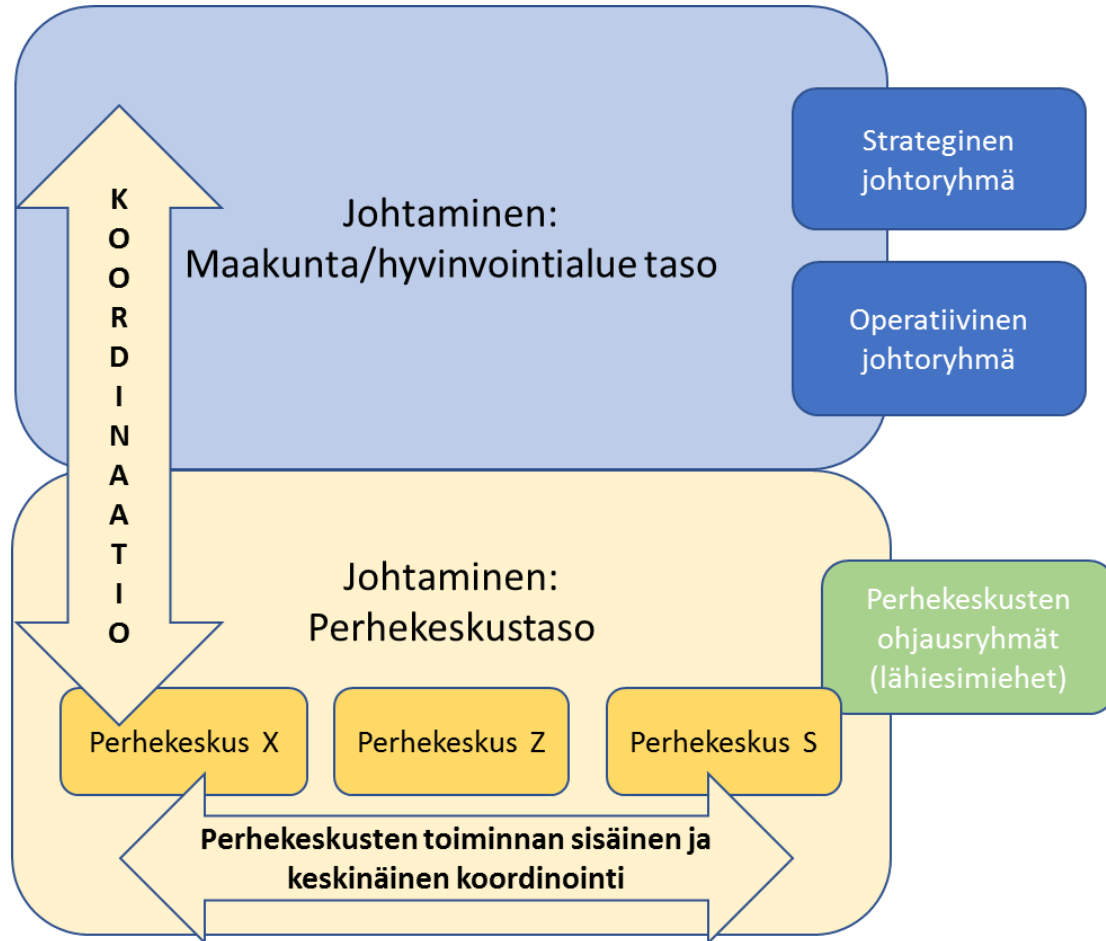 KOORDINAATIO
Johtaminen:
Maakunta/hyvinvointialue taso
Strateginen
johtoryhmä
Operatiivinen
johtoryhmä
Johtaminen:
Perhekeskustaso
Perhekeskusten
ohjausryhmät
(lähiesimiehet)
Perhekeskus X
Perhekeskus Z
Perhekeskus S
Perhekeskusten toiminnan sisäinen ja
keskinäinen koordinointi